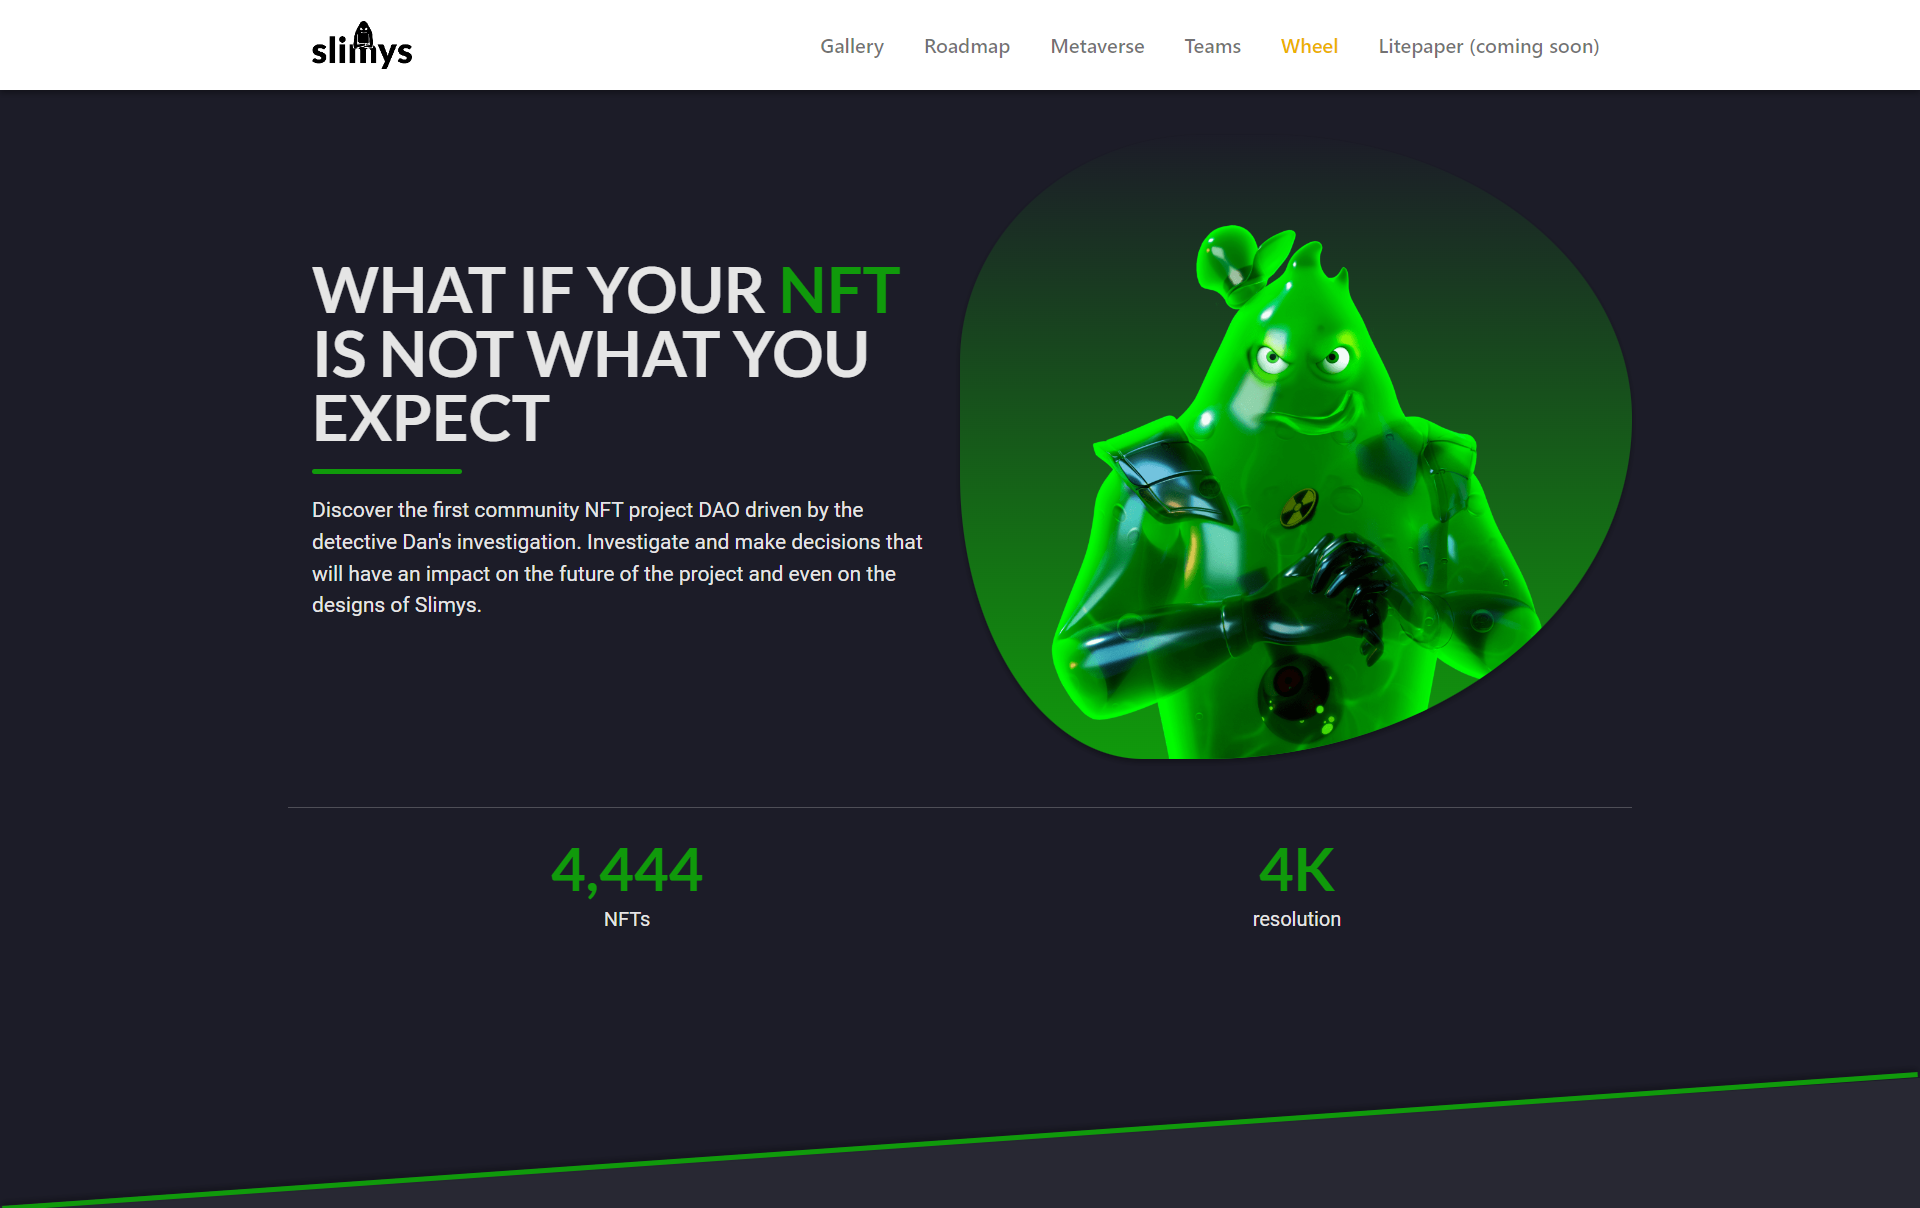 slimys
Gallery
Roadmap
Metaverse
Teams
Wheel
Litepaper (coming soon)
WHAT IF YOUR NFT
IS NOT WHAT YOU
EXPECT
Discover the first community NFT project DAO driven by the
detective Dan's investigation. Investigate and make decisions that
will have an impact on the future of the project and even on the
designs of Slimys.
4,444
NFTs
4K
resolution